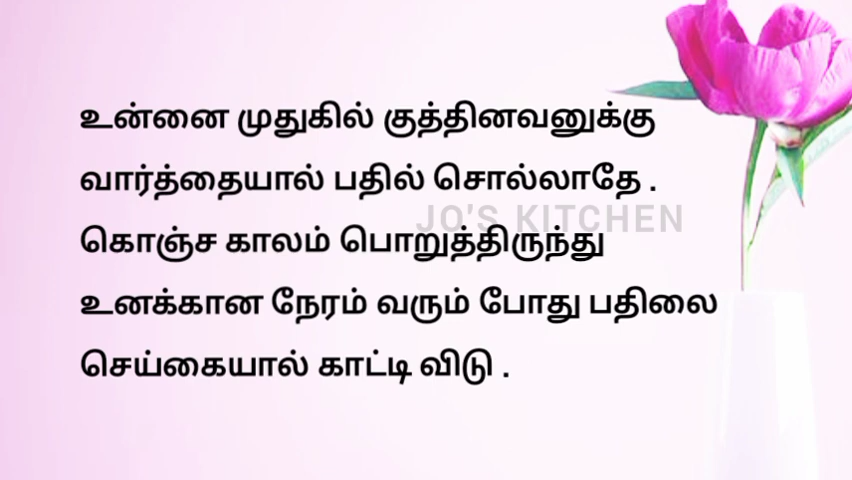 உன்னை முதுகில் குத்தினவனுக்கு
வார்த்தையால் பதில் சொல்லாதே .
JO'S KITCHEN
கொஞ்ச காலம் பொறுத்திருந்து
உனக்கான நேரம் வரும் போது பதிலை
செய்கையால் காட்டி விடு .